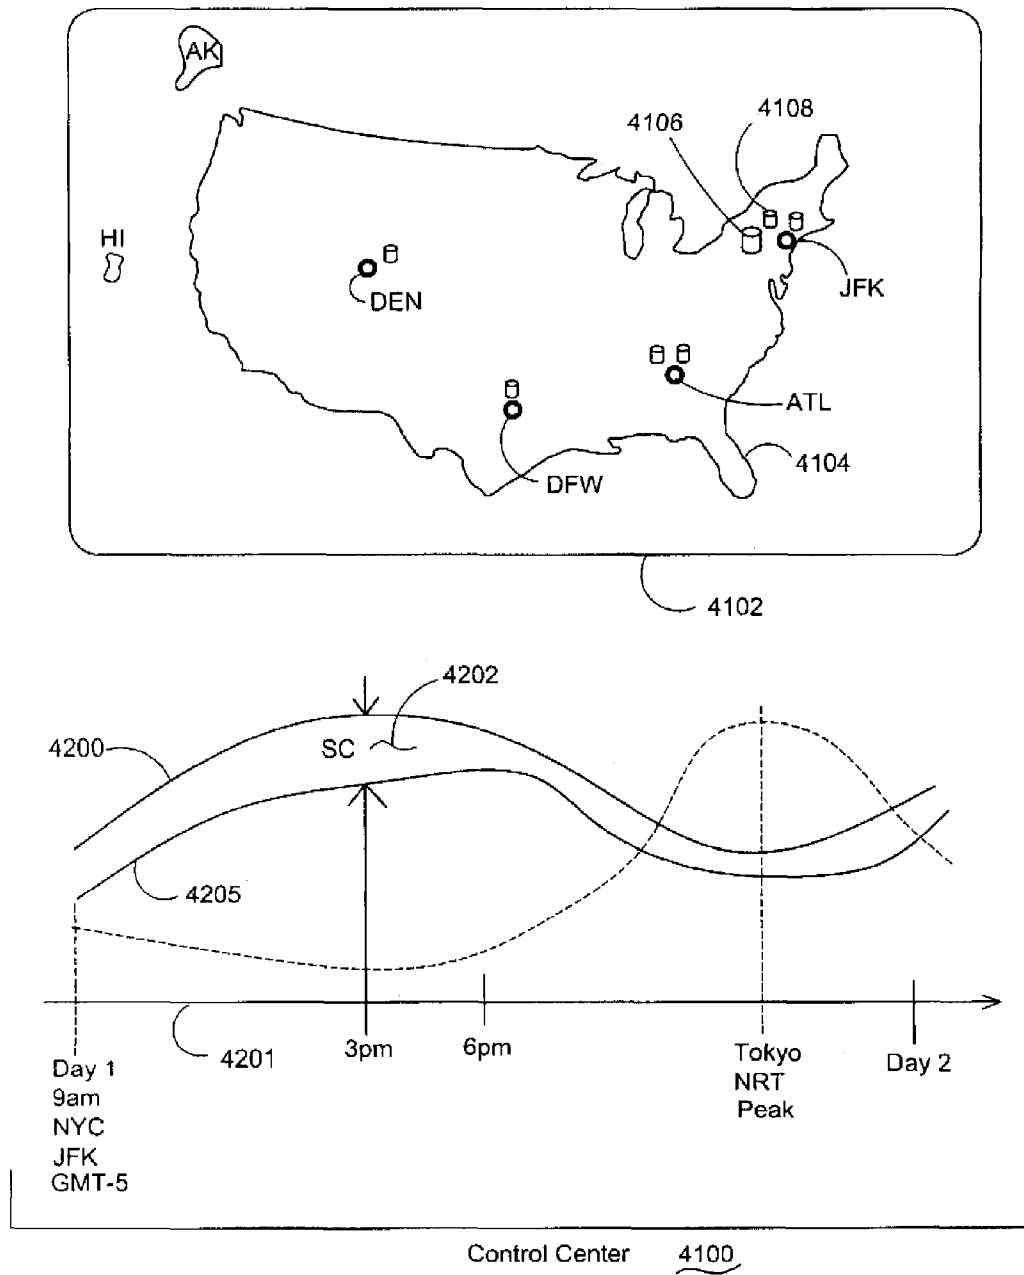 AK
4108
4106
HI
JFK
DEN
ATL
4104
DFW
4102
4202
4200
SC
4205
4201
3pm
6pm
Day 1
9am
NYC
JFK
GMT-5
Tokyo
NRT
Peak
Day 2
Control Center 4100